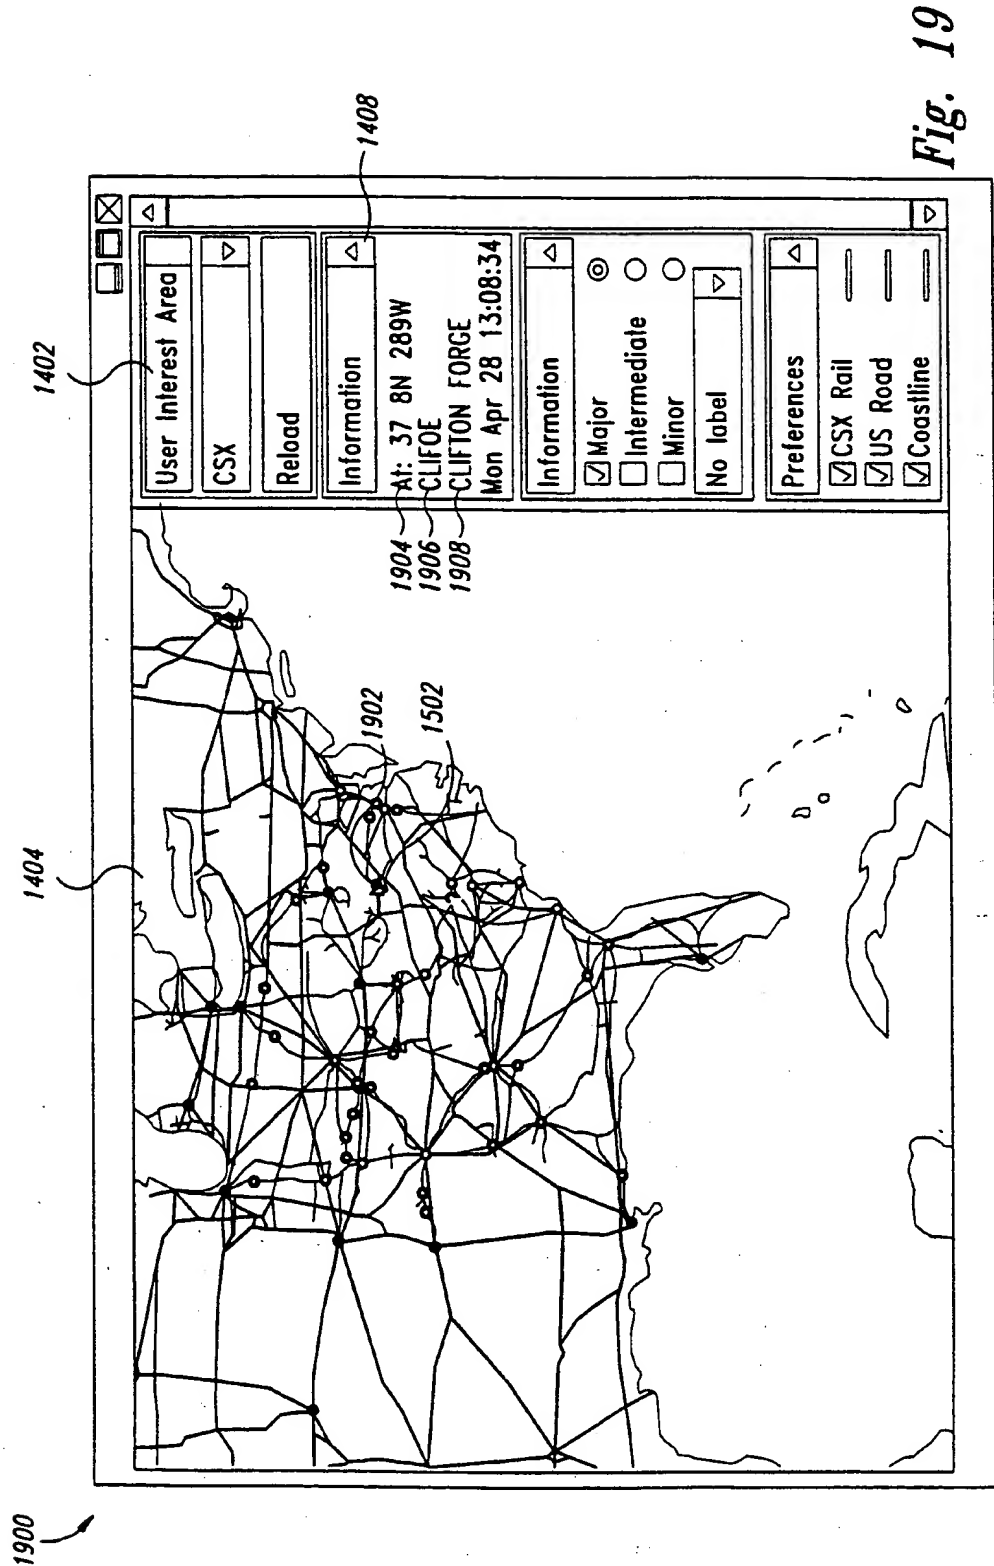 1900
1404
1402
User Interest Area
CSX
Reload
Information
1408
1904
At: 37 8N 289W
1906
CLIFOE
1908
CLIFTON FORGE
Mon Apr 28 13:08:34
Information
Major
Intermediate
Minor
No label
Preferences
CSX Rail
US Road
Coastline
1902
1502
Fig. 19